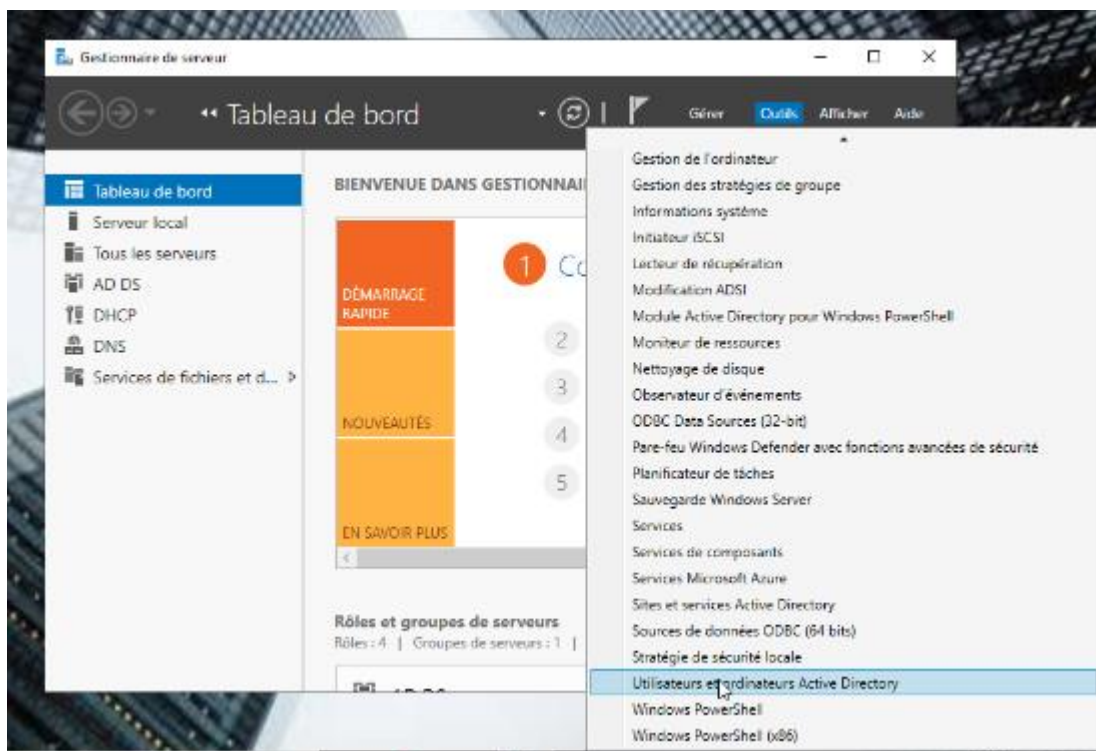 Gestionnaire de serveur
Tableau de bord
Gérer Outils Afficher Aide
Tableau de bord
Serveur local
Tous les serveurs
AD DS
DHCP
DNS
Services de fichiers et d...
BIENVENUE DANS GESTIONNAI
DÉMARRAGE
RAPIDE
NOUVEAUTÉS
EN SAVOIR PLUS
1 Co
2
3
4
5
Rôles et groupes de serveurs
Rôles : 4 | Groupes de serveurs : 1 |
Gestion de l'ordinateur
Gestion des stratégies de groupe
Informations système
Initiateur iSCSI
Lecteur de récupération
Modification ADSI
Module Active Directory pour Windows PowerShell
Moniteur de ressources
Nettoyage de disque
Observateur d'événements
ODBC Data Sources (32-bit)
Pare-feu Windows Defender avec fonctions avancées de sécurité
Planificateur de tâches
Sauvegarde Windows Server
Services
Services de composants
Services Microsoft Azure
Sites et services Active Directory
Sources de données ODBC (64 bits)
Stratégie de sécurité locale
Utilisateurs et ordinateurs Active Directory
Windows PowerShell
Windows PowerShell (x86)